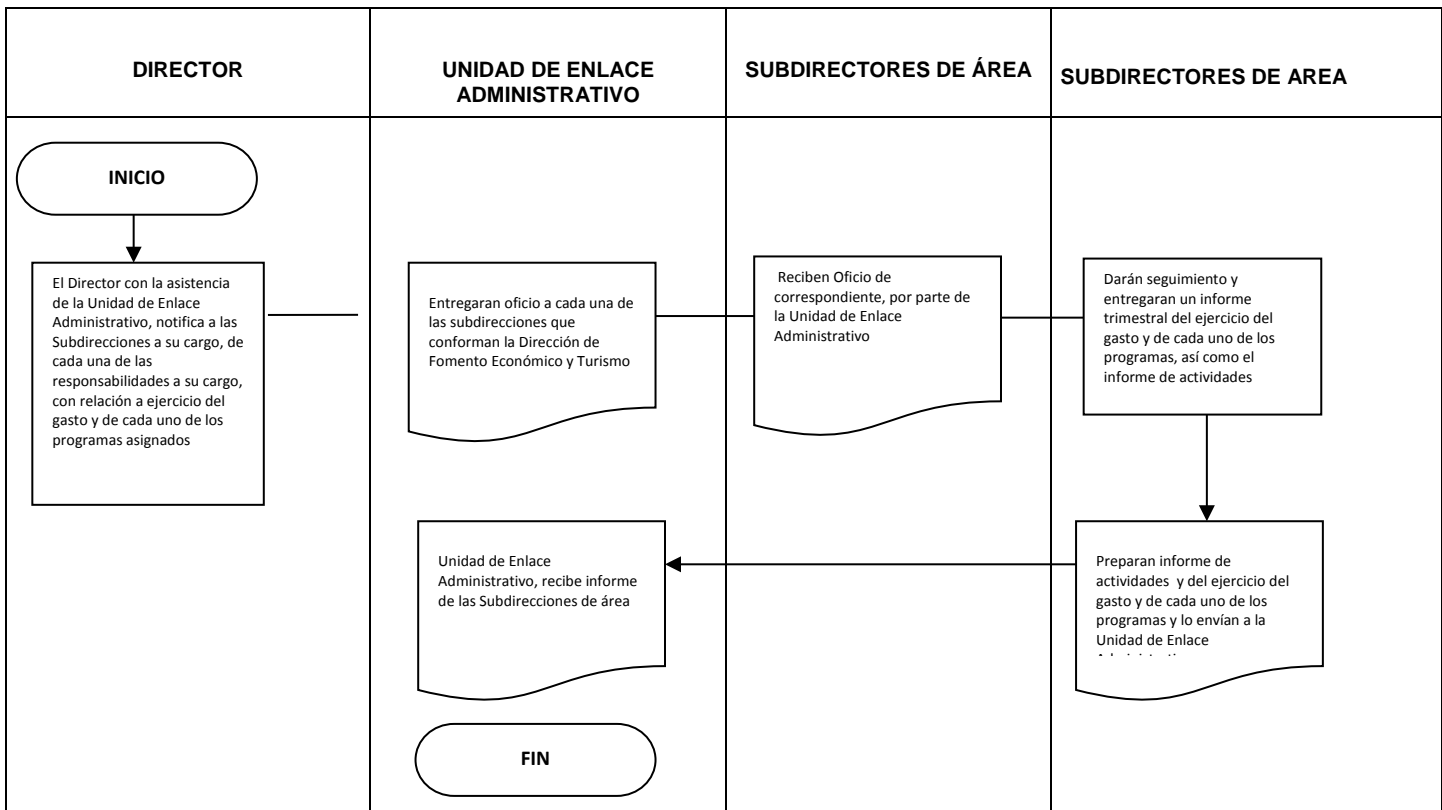 DIRECTOR
UNIDAD DE ENLACE
ADMINISTRATIVO
SUBDIRECTORES DE ÁREA
SUBDIRECTORES DE AREA
INICIO
El Director con la asistencia
de la Unidad de Enlace
Administrativo, notifica a las
Subdirecciones a su cargo, de
cada una de las
responsabilidades a su cargo,
con relación a ejercicio del
gasto y de cada uno de los
programas asignados
Entregaran oficio a cada una de
las subdirecciones que
conforman la Dirección de
Fomento Económico y Turismo
Reciben Oficio de
correspondiente, por parte de
la Unidad de Enlace
Administrativo
Darán seguimiento y
entregaran un informe
trimestral del ejercicio del
gasto y de cada uno de los
programas, así como el
informe de actividades
Unidad de Enlace
Administrativo, recibe informe
de las Subdirecciones de área
Preparan informe de
actividades y del ejercicio del
gasto y de cada uno de los
programas y lo envían a la
Unidad de Enlace
FIN